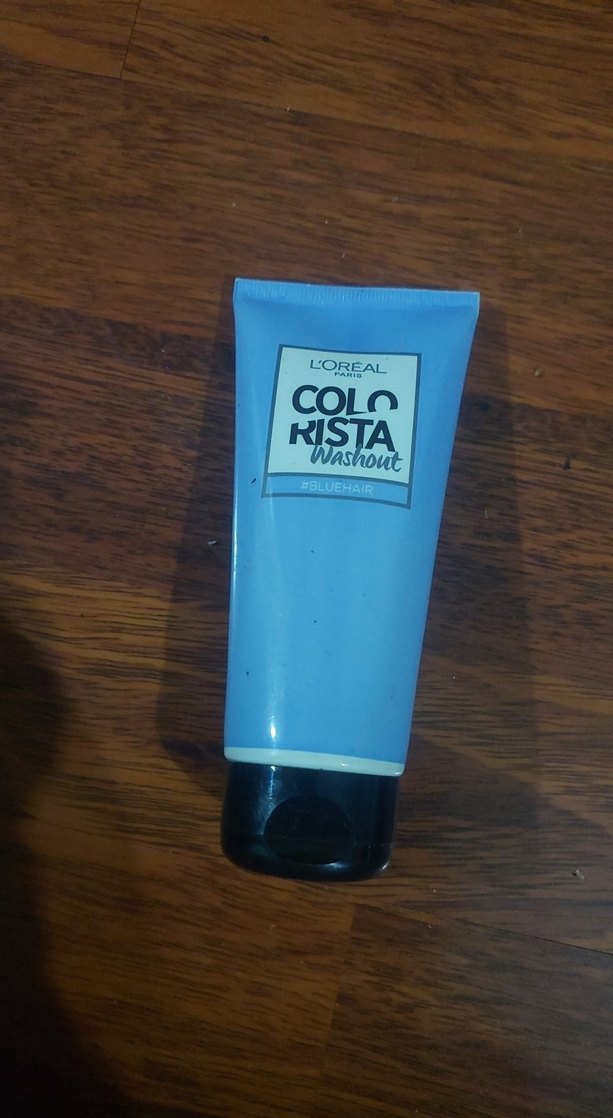 L'ORÉAL
PARIS
COLO
RISTA
Washout
#BLUEHAIR